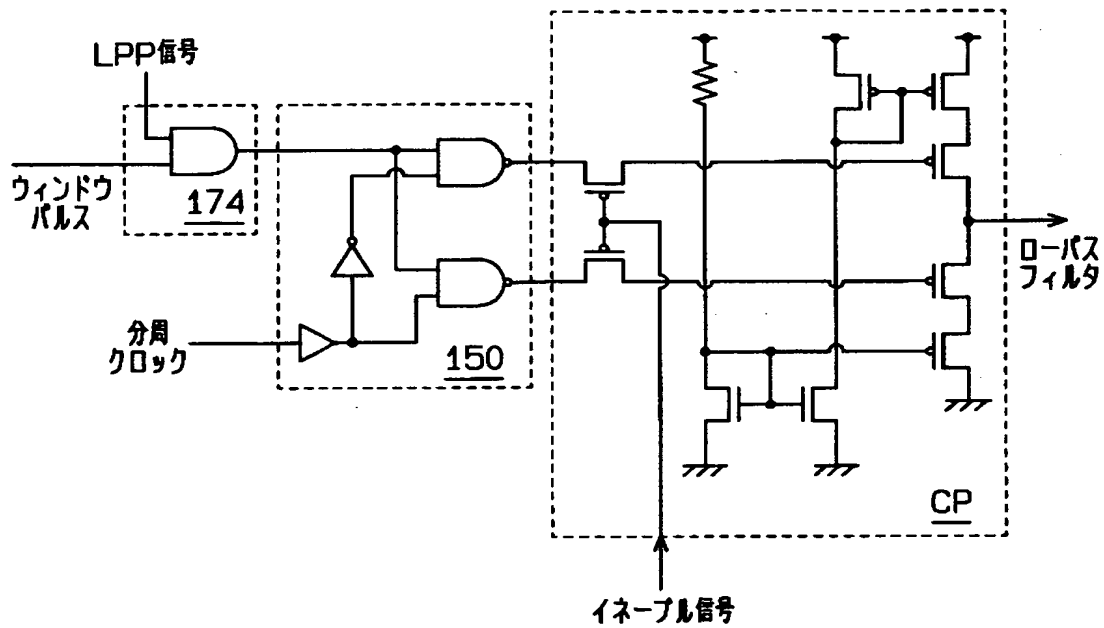 LPP信号
ウィンドウ
パルス
174
分周
クロック
150
ローパス
フィルタ
CP
イネーブル信号